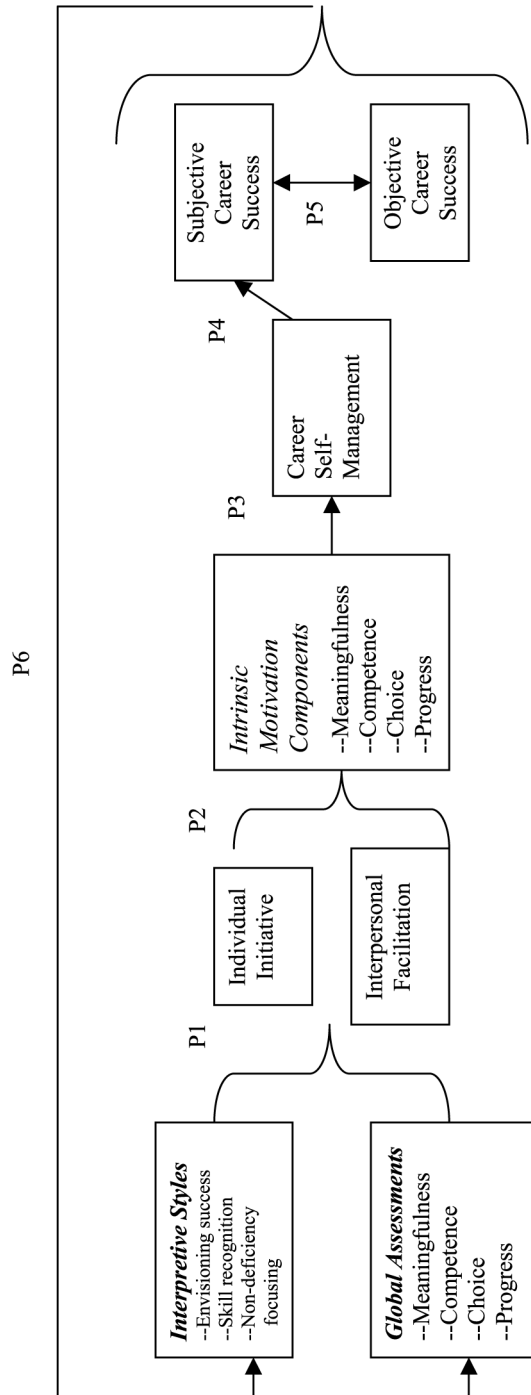 P6
Interpretive Styles
--Envisioning success
--Skill recognition
--Non-deficiency
focusing
Global Assessments
--Meaningfulness
--Competence
--Choice
--Progress
P1
Individual
Initiative
Interpersonal
Facilitation
P2
Intrinsic
Motivation
Components
--Meaningfulness
--Competence
--Choice
--Progress
P3
Career
Self-
Management
P4
Subjective
Career
Success
P5
Objective
Career
Success